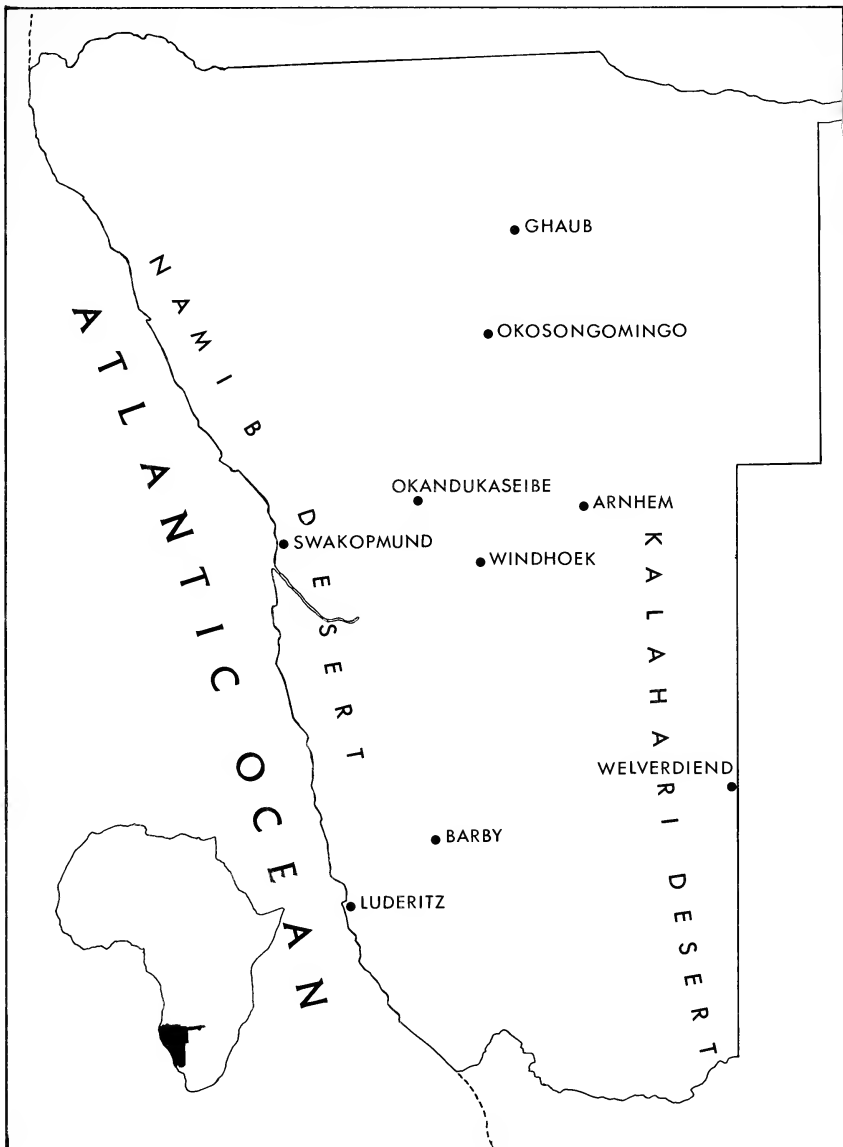 GHAUB
NAMIB DESERT
OKOSONGOMINGO
ATLANTIC OCEAN
OKANDUKASEIBE
ARNHEM
SWAKOPMUND
WINDHOEK
KALAHARI DESERT
WELVERDIEND
BARBY
LUDERITZ